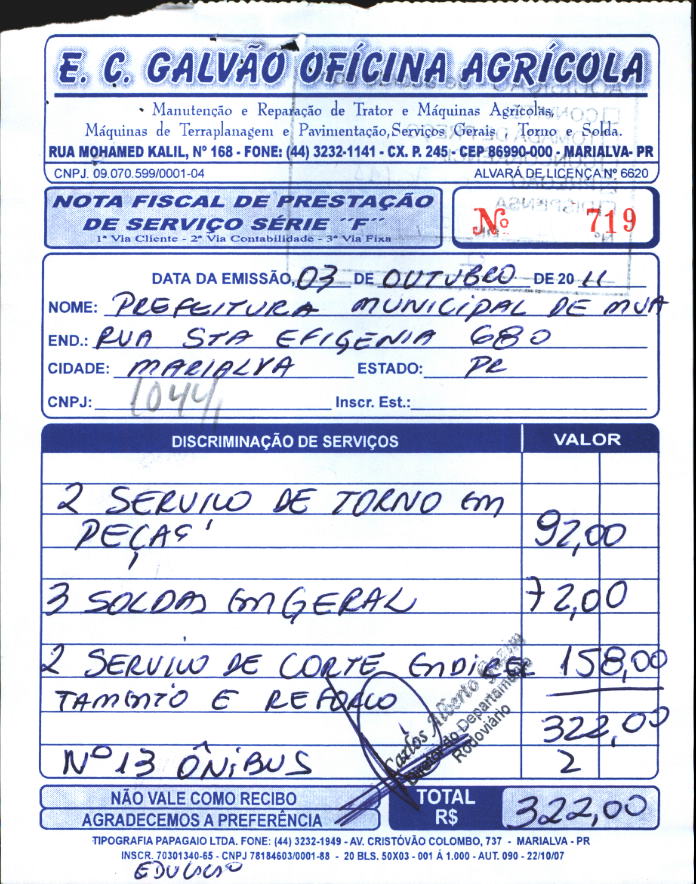 E. C. GALVÃO OFÍCINA AGRÍCOLA
Manutenção e Reparação de Trator e Máquinas Agrícolas,
Máquinas de Terraplanagem e Pavimentação,Serviços Gerais Torno e Solda.
RUA MOHAMED KALIL, Nº 168 - FONE: (44) 3232-1141 - CX. P. 245 - CEP 86990-000 - MARIALVA- PR
CNPJ. 09.070.599/0001-04 ALVARÁ DE LICENÇA Nº 6620
NOTA FISCAL DE PRESTAÇÃO
DE SERVIÇO SÉRIE ´´F´´
1ª Via Cliente - 2ª Via Contabilidade - 3ª Via Fixa
Nº 719
DATA DA EMISSÃO, 03 DE OUTUBRO DE 20 11
NOME: PREFEITURA MUNICIPAL DE MVA
END.: RUA STA EFIGENIA 680
CIDADE: MARIALVA ESTADO: PR
CNPJ: 1044/ Inscr. Est.:
DISCRIMINAÇÃO DE SERVIÇOS VALOR
2 SERVIÇO DE TORNO EM
PEÇAS 92,00
3 SOLDAS EM GERAL 72,00
2 SERVIÇO DE CORTE ENDIREI 158,00
TAMENTO E REFORÇO
322,00
Nº 13 ÔNIBUS 2
Carlos Alberto
Diretor do Departamento
Rodoviário
NÃO VALE COMO RECIBO
AGRADECEMOS A PREFERÊNCIA
TOTAL
R$ 322,00
TIPOGRAFIA PAPAGAIO LTDA. FONE: (44) 3232-1949 - AV. CRISTÓVÃO COLOMBO, 737 - MARIALVA - PR
INSCR. 70301340-65 - CNPJ 78184603/0001-88 - 20 BLS. 50X03 - 001 Á 1.000 - AUT. 090 - 22/10/07